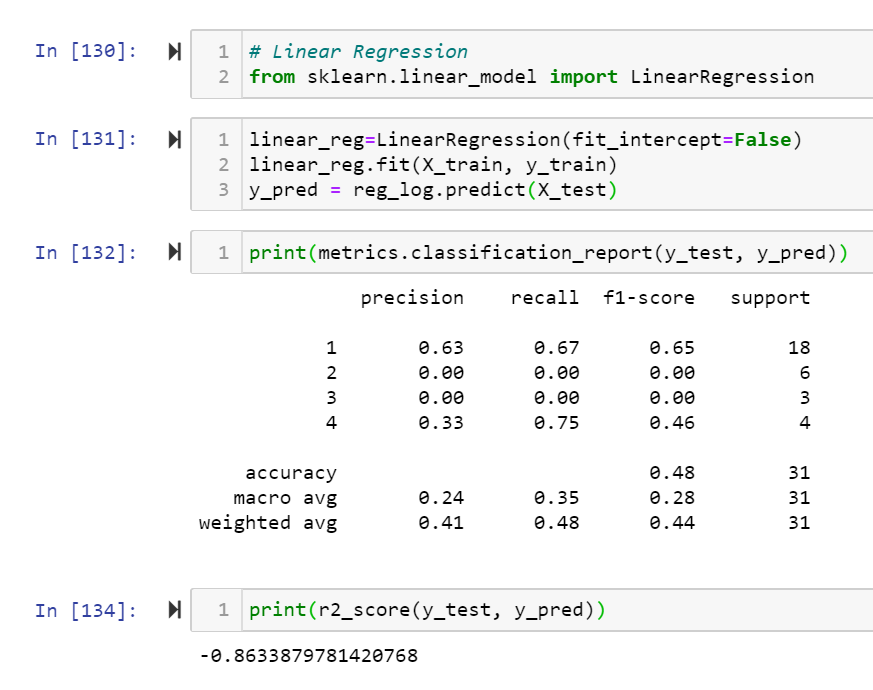 In [130]:
1 # Linear Regression
2 from sklearn.linear_model import LinearRegression
In [131]:
1 linear_reg=LinearRegression(fit_intercept=False)
2 linear_reg.fit(X_train, y_train)
3 y_pred = reg_log.predict(X_test)
In [132]:
1 print(metrics.classification_report(y_test, y_pred))
precision recall f1-score support
1 0.63 0.67 0.65 18
2 0.00 0.00 0.00 6
3 0.00 0.00 0.00 3
4 0.33 0.75 0.46 4
accuracy 0.48 31
macro avg 0.24 0.35 0.28 31
weighted avg 0.41 0.48 0.44 31
In [134]:
1 print(r2_score(y_test, y_pred))
-0.8633879781420768